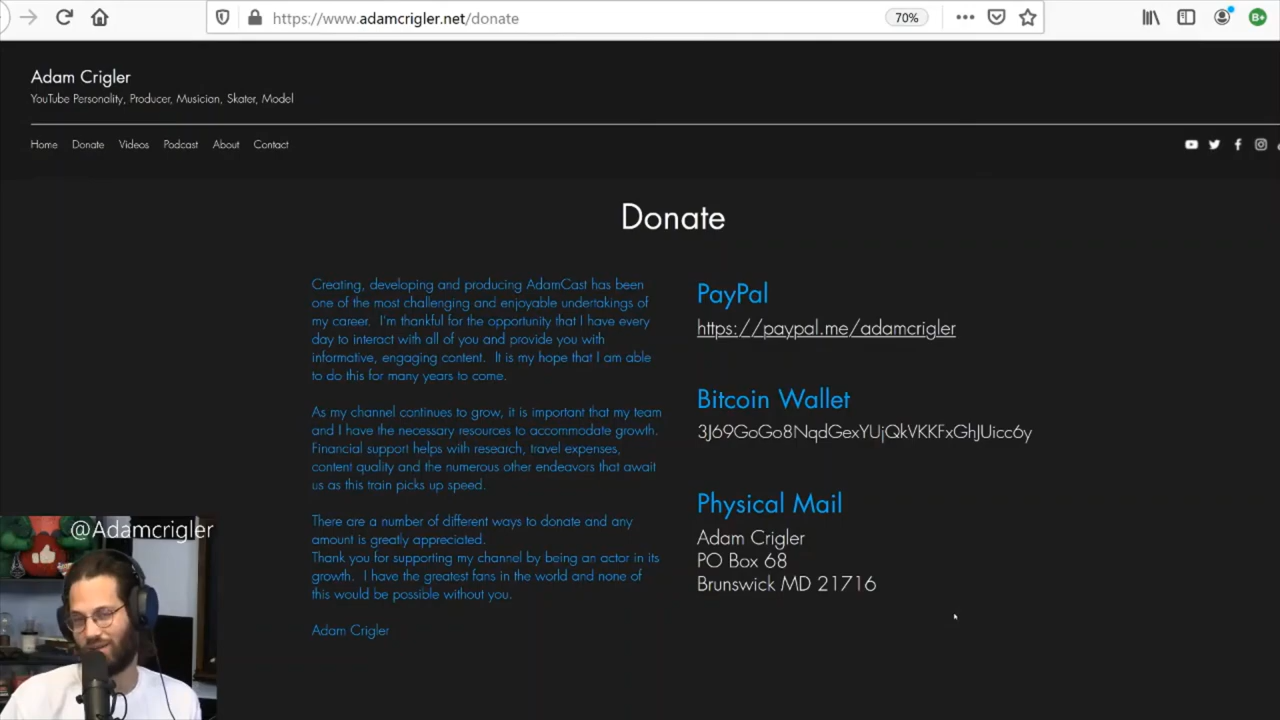 https://www.adamcrigler.net/donate
70%
B+
Adam Crigler
YouTube Personality, Producer, Musician, Skater, Model
Home Donate Videos Podcast About Contact
Donate
Creating, developing and producing AdamCast has been
one of the most challenging and enjoyable undertakings of
my career. I'm thankful for the opportunity that I have every
day to interact with all of you and provide you with
informative, engaging content. It is my hope that I am able
to do this for many years to come.
As my channel continues to grow, it is important that my team
and I have the necessary resources to accommodate growth.
Financial support helps with research, travel expenses,
content quality and the numerous other endeavors that await
us as this train picks up speed.
There are a number of different ways to donate and any
amount is greatly appreciated.
Thank you for supporting my channel by being an actor in its
growth. I have the greatest fans in the world and none of
this would be possible without you.
Adam Crigler
PayPal
https://paypal.me/adamcrigler
Bitcoin Wallet
3J69GoGo8NqdGexYUjQkVKKFxGhJUicc6y
Physical Mail
Adam Crigler
PO Box 68
Brunswick MD 21716
@Adamcrigler